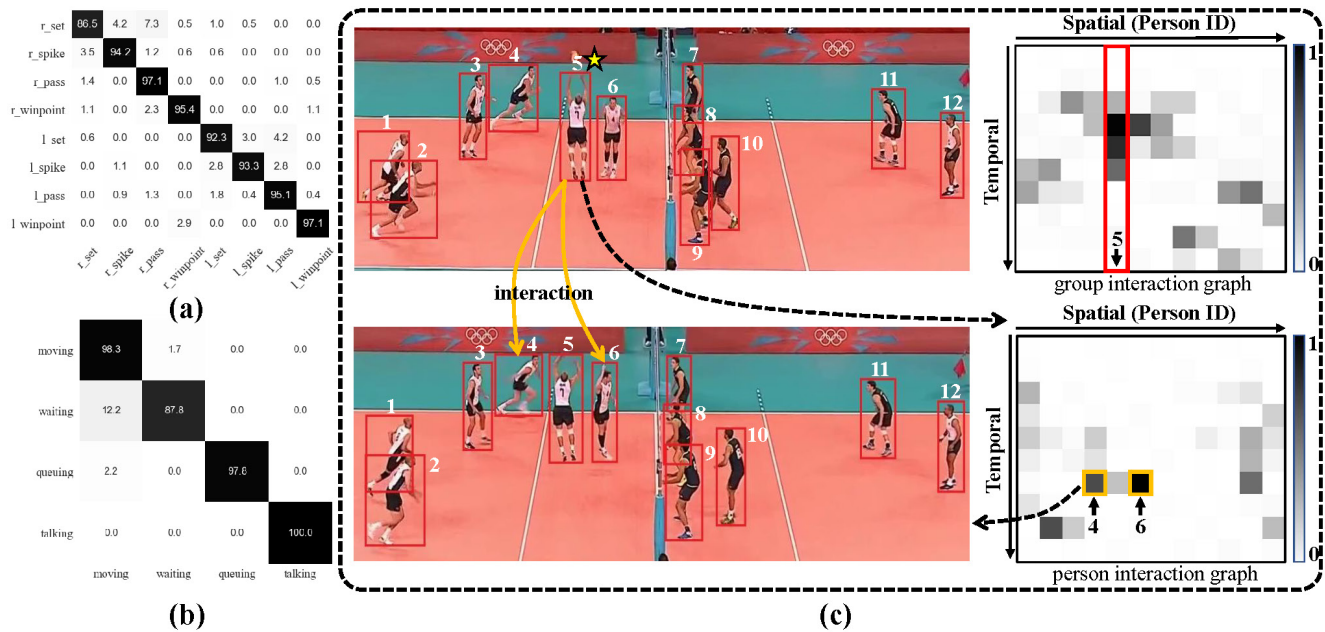 r_set 86.5 4.2 7.3 0.5 1.0 0.5 0.0 0.0
r_spike 3.5 94.2 1.2 0.6 0.6 0.0 0.0 0.0
r_pass 1.4 0.0 97.1 0.0 0.0 0.0 1.0 0.5
r_winpoint 1.1 0.0 2.3 95.4 0.0 0.0 0.0 1.1
l_set 0.6 0.0 0.0 0.0 92.3 3.0 4.2 0.0
l_spike 0.0 1.1 0.0 0.0 2.8 93.3 2.8 0.0
l_pass 0.0 0.9 1.3 0.0 1.8 0.4 95.1 0.4
l_winpoint 0.0 0.0 0.0 2.9 0.0 0.0 0.0 97.1
r_set r_spike r_pass r_winpoint l_set l_spike l_pass l_winpoint
(a)
moving 98.3 1.7 0.0 0.0
waiting 12.2 87.8 0.0 0.0
queuing 2.2 0.0 97.8 0.0
talking 0.0 0.0 0.0 100.0
moving waiting queuing talking
(b)
1
2
3
4
5
6
7
8
9
10
11
12
interaction
1
2
3
4
5
6
7
8
9
10
11
12
Spatial (Person ID)
Temporal
5
1
0
group interaction graph
Spatial (Person ID)
Temporal
4 6
1
0
person interaction graph
(c)